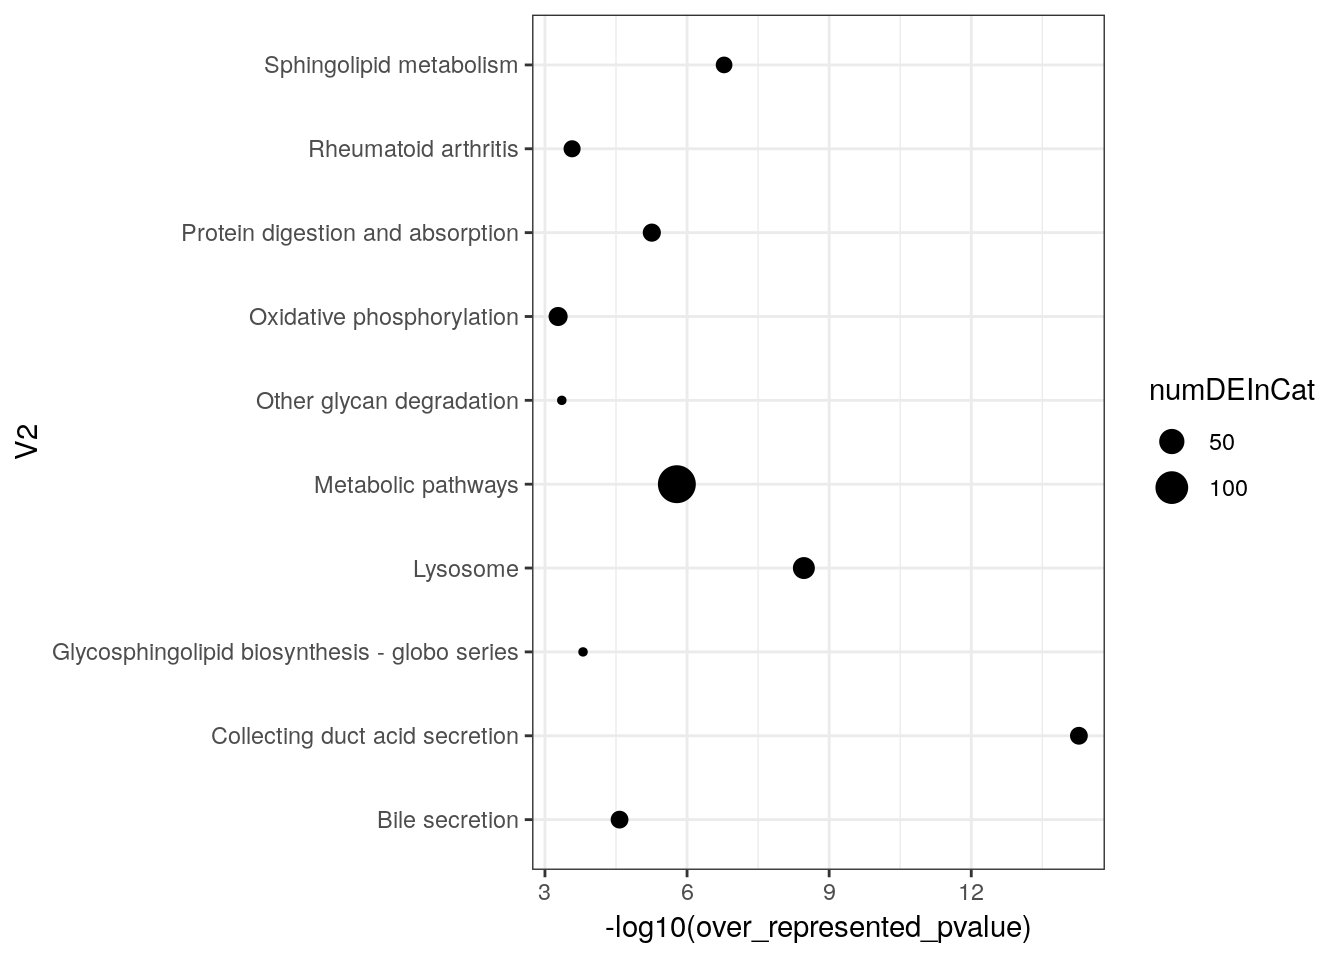 Sphingolipid metabolism
Rheumatoid arthritis
Protein digestion and absorption
Oxidative phosphorylation
Other glycan degradation
Metabolic pathways
Lysosome
Glycosphingolipid biosynthesis - globo series
Collecting duct acid secretion
Bile secretion
V2
3 6 9 12
-log10(over_represented_pvalue)
numDEInCat
50
100